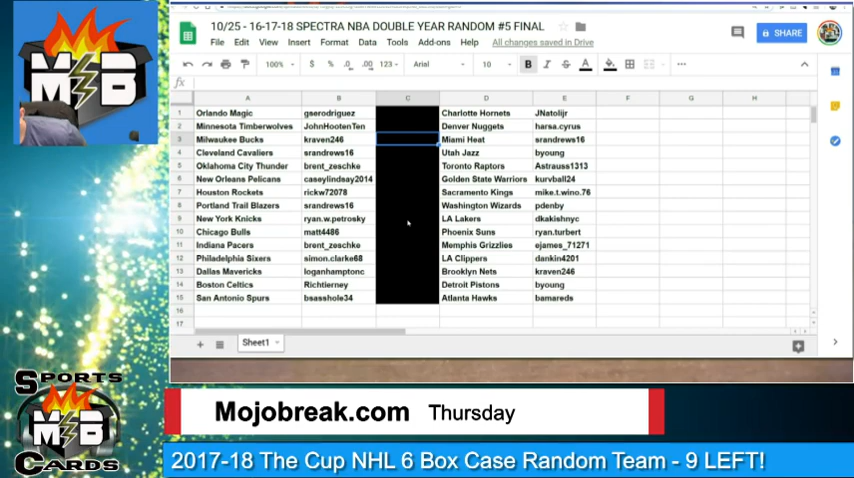 10/25 - 16-17-18 SPECTRA NBA DOUBLE YEAR RANDOM #5 FINAL
SHARE
File Edit View Insert Format Data Tools Add-ons Help All changes saved in Drive
100% $ % .0 .00 123 Arial 10 B I S A
fx
A B C D E F G H
1 Orlando Magic gserodriguez Charlotte Hornets JNatolijr
2 Minnesota Timberwolves JohnHootenTen Denver Nuggets harsa.cyrus
3 Milwaukee Bucks kraven246 Miami Heat srandrews16
4 Cleveland Cavaliers srandrews16 Utah Jazz byoung
5 Oklahoma City Thunder brent_zeschke Toronto Raptors Astrauss1313
6 New Orleans Pelicans caseylindsay2014 Golden State Warriors kurvball24
7 Houston Rockets rickw72078 Sacramento Kings mike.t.wino.76
8 Portland Trail Blazers srandrews16 Washington Wizards pdenby
9 New York Knicks ryan.w.petrosky LA Lakers dkakishnyc
10 Chicago Bulls matt4486 Phoenix Suns ryan.turbert
11 Indiana Pacers brent_zeschke Memphis Grizzlies ejames_71271
12 Philadelphia Sixers simon.clarke68 LA Clippers dankin4201
13 Dallas Mavericks loganhamptonc Brooklyn Nets kraven246
14 Boston Celtics Richtierney Detroit Pistons byoung
15 San Antonio Spurs bsasshole34 Atlanta Hawks bamareds
16
17
Sheet1
M B
SPORTS
M B
CARDS
Mojobreak.com Thursday
2017-18 The Cup NHL 6 Box Case Random Team - 9 LEFT!